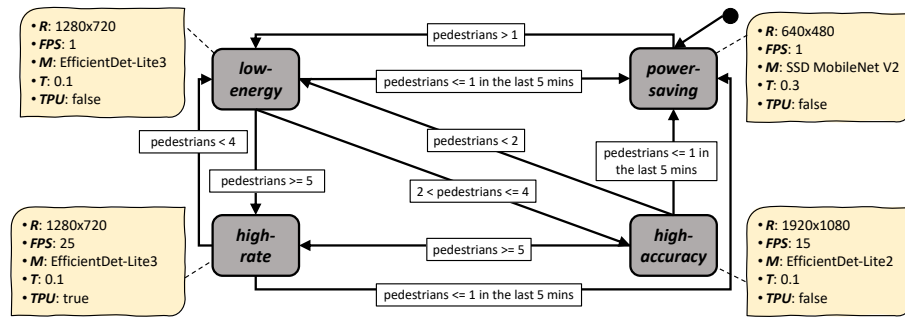 • R: 1280x720
• FPS: 1
• M: EfficientDet-Lite3
• T: 0.1
• TPU: false
pedestrians > 1
• R: 640x480
• FPS: 1
• M: SSD MobileNet V2
• T: 0.3
• TPU: false
low-
energy
pedestrians <= 1 in the last 5 mins
power-
saving
pedestrians < 4
pedestrians < 2
pedestrians <= 1 in
the last 5 mins
pedestrians >= 5
2 < pedestrians <= 4
• R: 1280x720
• FPS: 25
• M: EfficientDet-Lite3
• T: 0.1
• TPU: true
high-
rate
pedestrians >= 5
high-
accuracy
• R: 1920x1080
• FPS: 15
• M: EfficientDet-Lite2
• T: 0.1
• TPU: false
pedestrians <= 1 in the last 5 mins